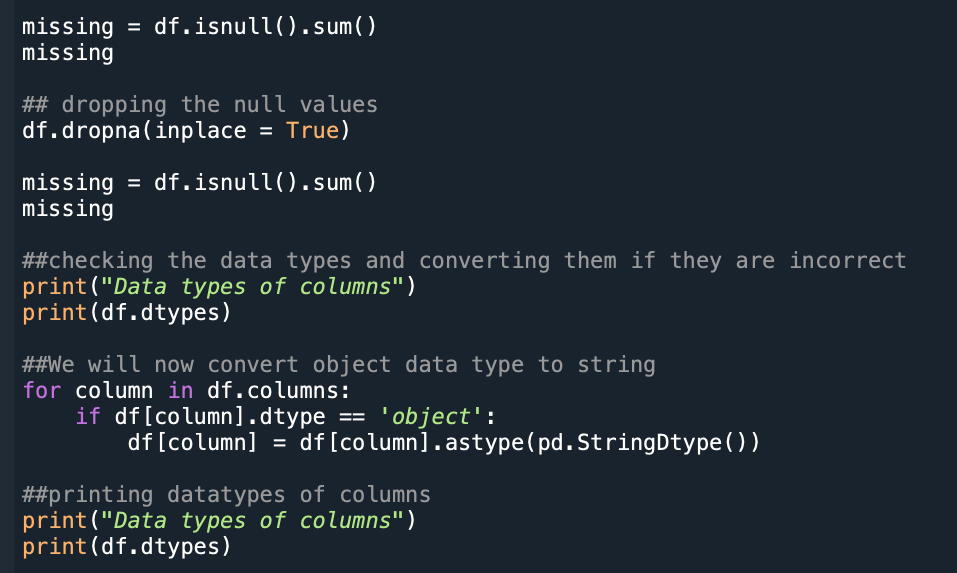 missing = df.isnull().sum()
missing
## dropping the null values
df.dropna(inplace = True)
missing = df.isnull().sum()
missing
##checking the data types and converting them if they are incorrect
print("Data types of columns")
print(df.dtypes)
##We will now convert object data type to string
for column in df.columns:
    if df[column].dtype == 'object':
        df[column] = df[column].astype(pd.StringDtype())
##printing datatypes of columns
print("Data types of columns")
print(df.dtypes)